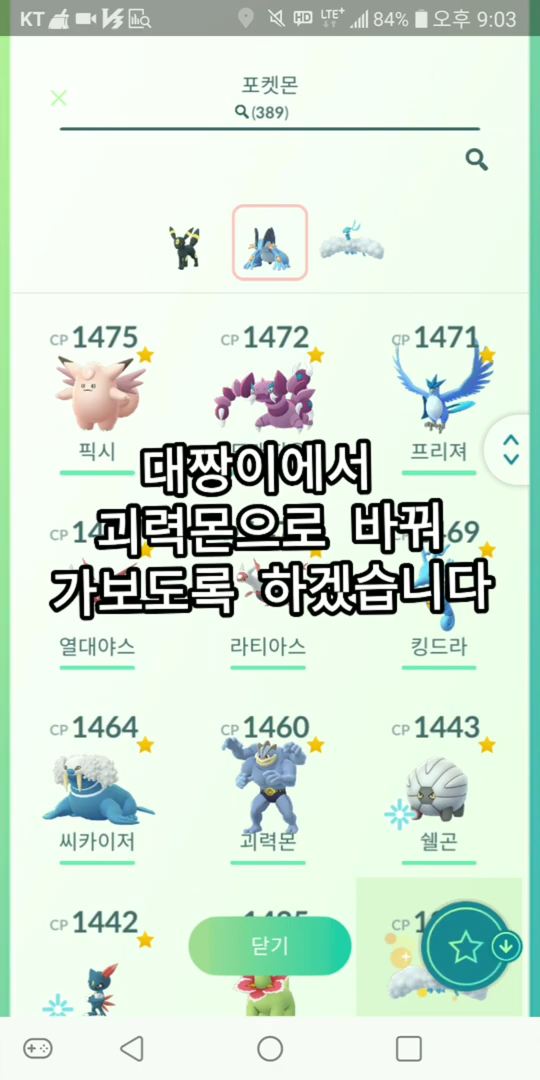 KT LTE+ 84% 오후 9:03
포켓몬
(389)
CP 1475 CP 1472 CP 1471
픽시 프리져
대짱이에서
괴력몬으로 바꿔
가보도록 하겠습니다
열대야스 라티아스 킹드라
CP 1464 CP 1460 CP 1443
씨카이저 괴력몬 쉘곤
CP 1442 CP
닫기